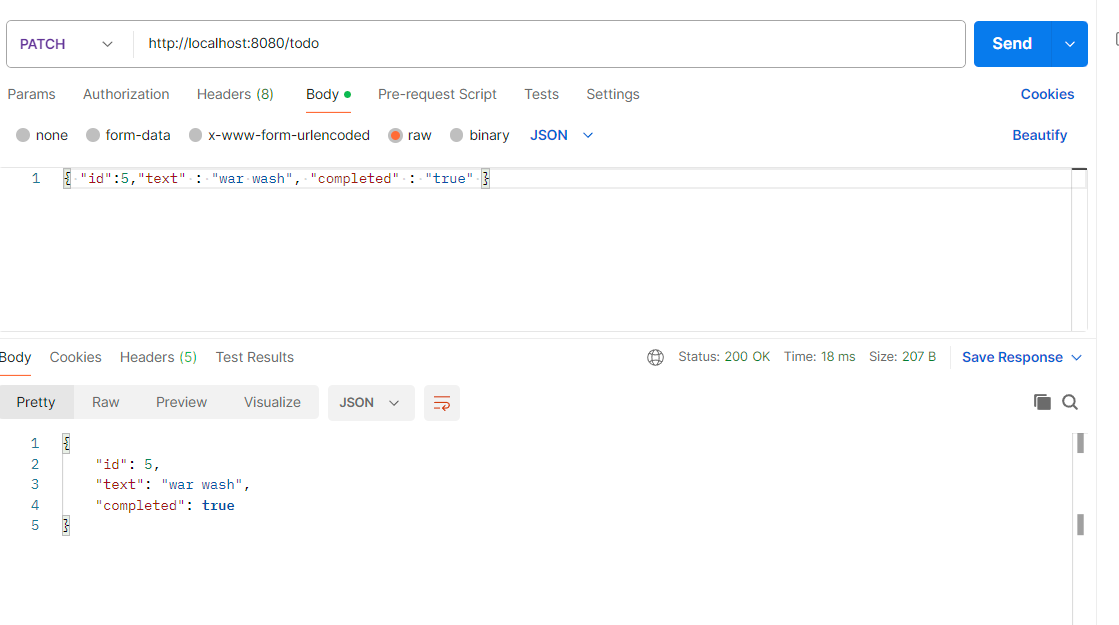 PATCH http://localhost:8080/todo Send
Params Authorization Headers (8) Body Pre-request Script Tests Settings Cookies
none form-data x-www-form-urlencoded raw binary JSON Beautify
1 { "id":5,"text" : "war wash", "completed" : "true" }
Body Cookies Headers (5) Test Results Status: 200 OK Time: 18 ms Size: 207 B Save Response
Pretty Raw Preview Visualize JSON
1 {
2 "id": 5,
3 "text": "war wash",
4 "completed": true
5 }